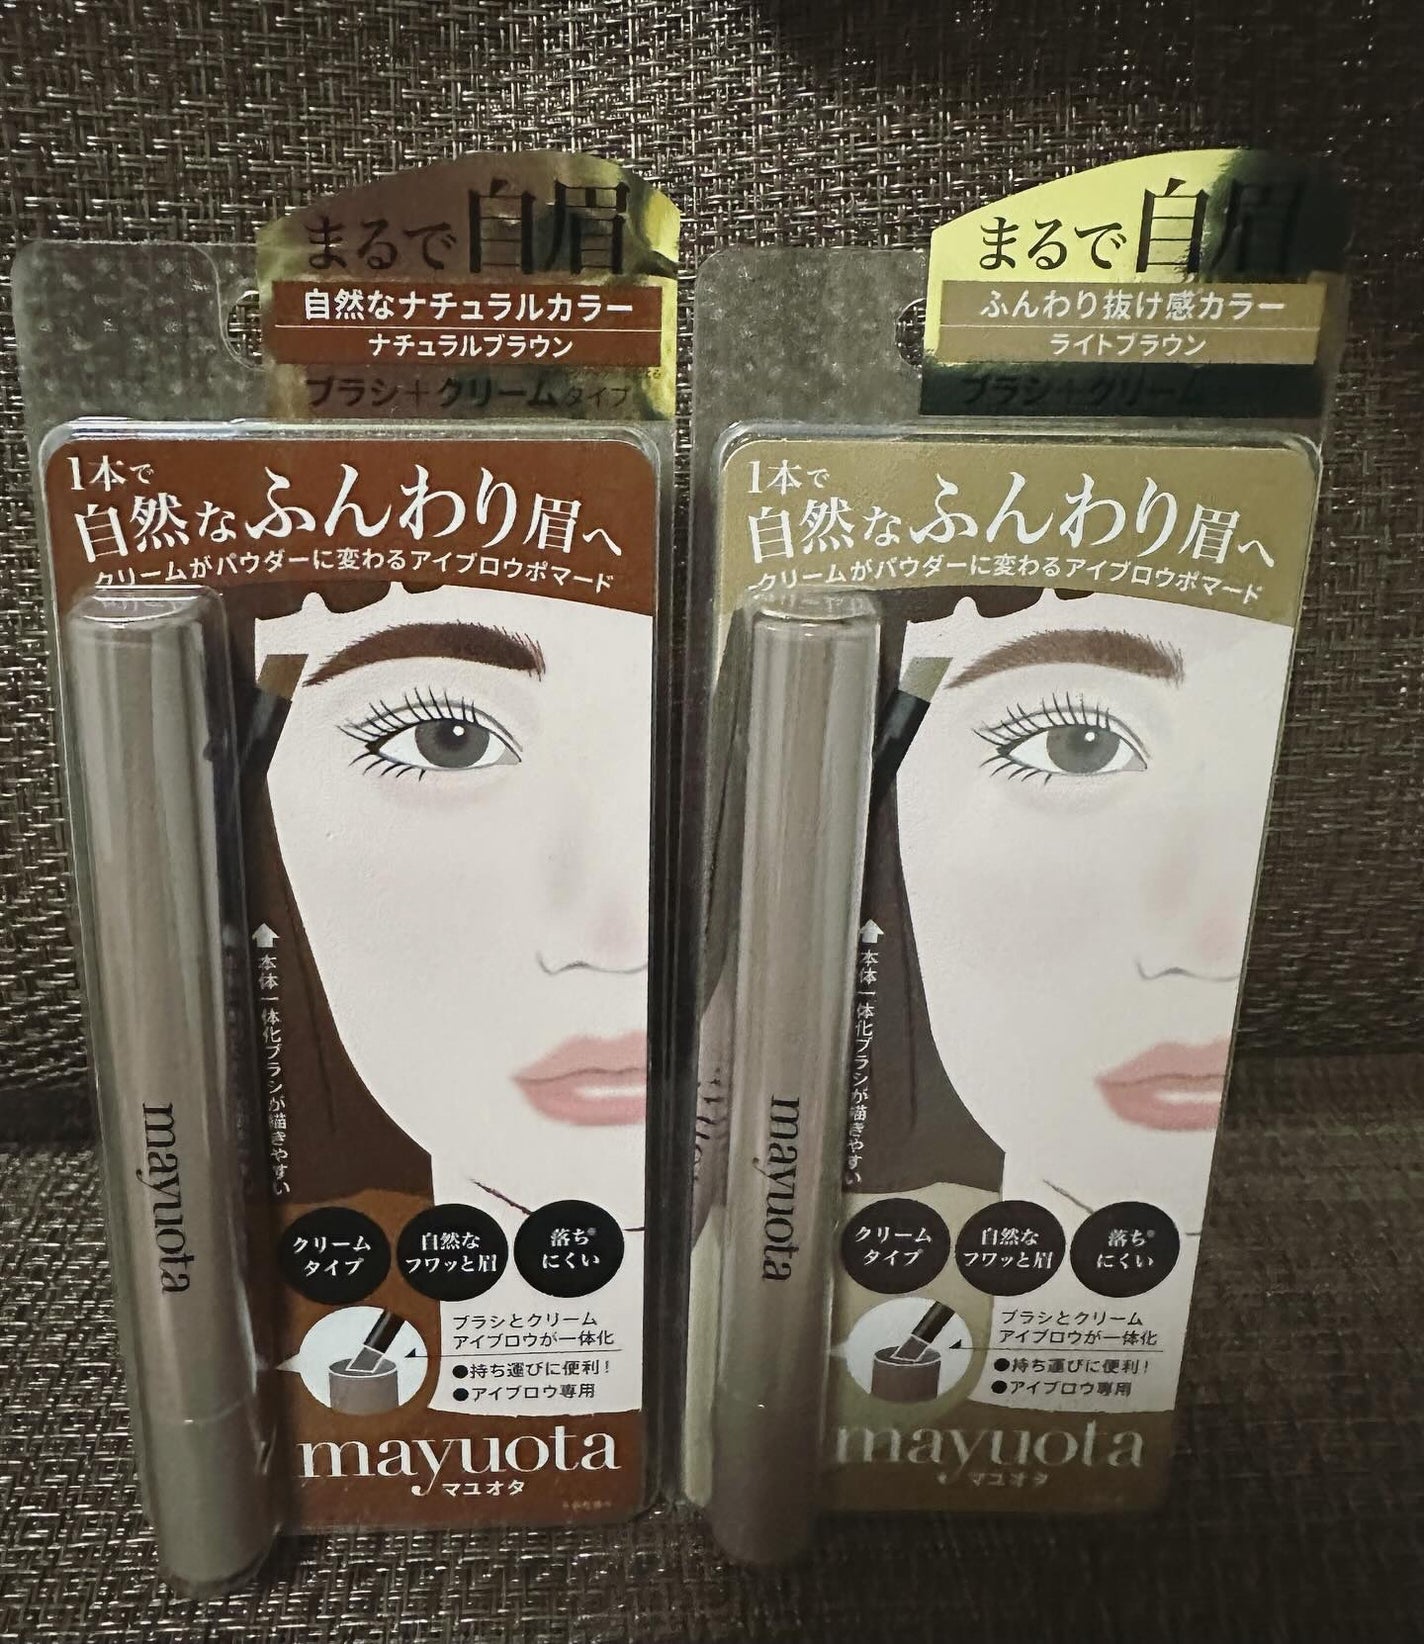 まるで自眉
自然なナチュラルカラー
ナチュラルブラウン
ブラシ+クリームタイプ
1本で
自然なふんわり眉へ
クリームがパウダーに変わるアイブロウポマード
本体一体化ブラシが描きやすい
mayuota
クリーム
タイプ
自然な
フワッと眉
落ち※
にくい
ブラシとクリーム
アイブロウが一体化
●持ち運びに便利!
●アイブロウ専用
mayuota
マユオタ
まるで自眉
ふんわり抜け感カラー
ライトブラウン
ブラシ+クリーム
1本で
自然なふんわり眉へ
クリームがパウダーに変わるアイブロウポマード
本体一体化ブラシが描きやすい
mayuota
クリーム
タイプ
自然な
フワッと眉
落ち※
にくい
ブラシとクリーム
アイブロウが一体化
●持ち運びに便利!
●アイブロウ専用
mayuota
マユオタ